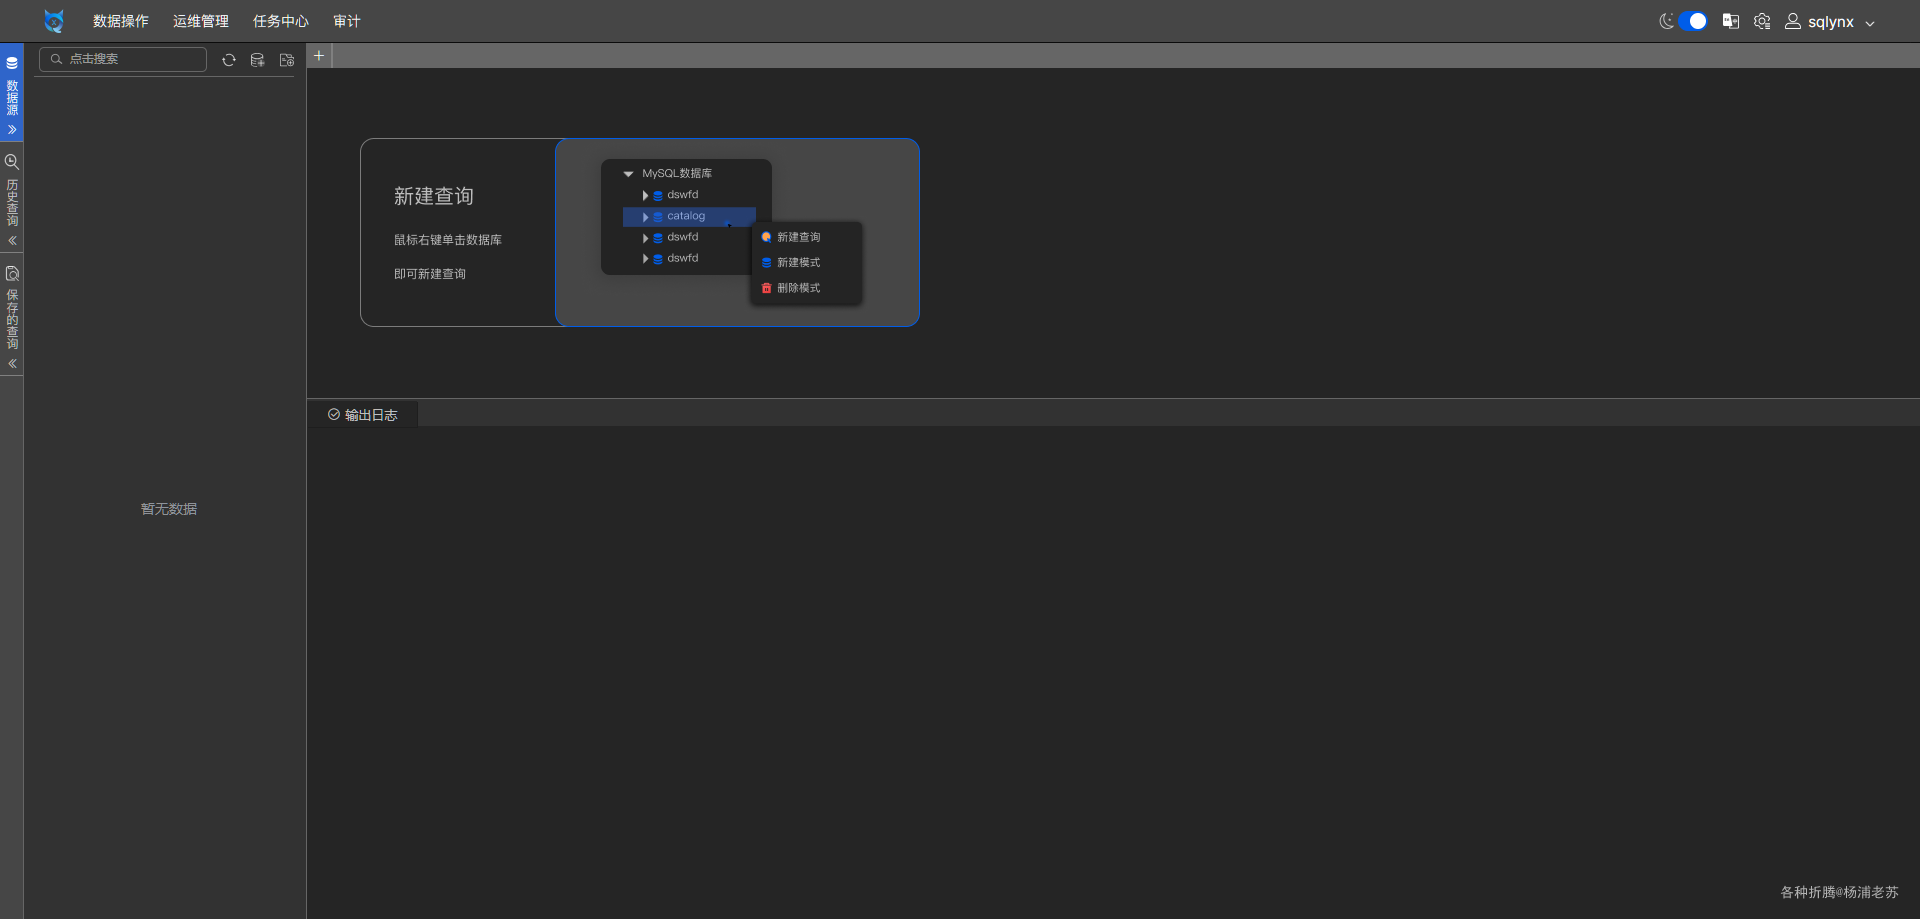 数据操作 运维管理 任务中心 审计 sqlynx
点击搜索
数据源
历史查询
保存的查询
暂无数据
新建查询
鼠标右键单击数据库
即可新建查询
MySQL数据库
dswfd
catalog
dswfd
dswfd
新建查询
新建模式
删除模式
输出日志
各种折腾@杨浦老苏